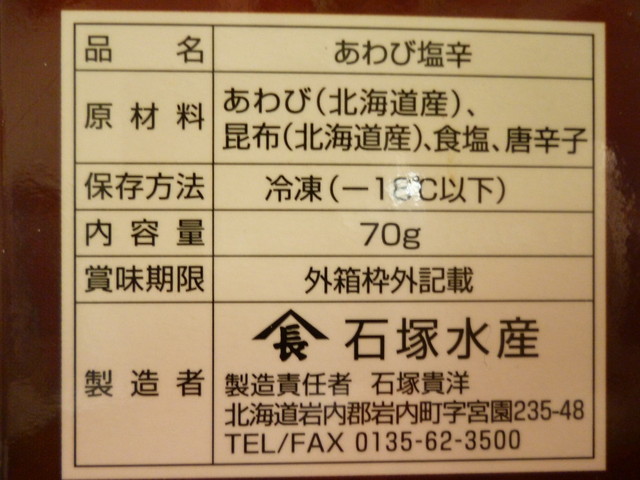 品名 あわび塩辛
原材料 あわび(北海道産)、
昆布(北海道産)、食塩、唐辛子
保存方法 冷凍(ー18℃以下)
内容量 70g
賞味期限 外箱枠外記載
長 石塚水産
製造者 製造責任者 石塚貴洋
北海道岩内郡岩内町字宮園235-48
TEL/FAX 0135-62-3500